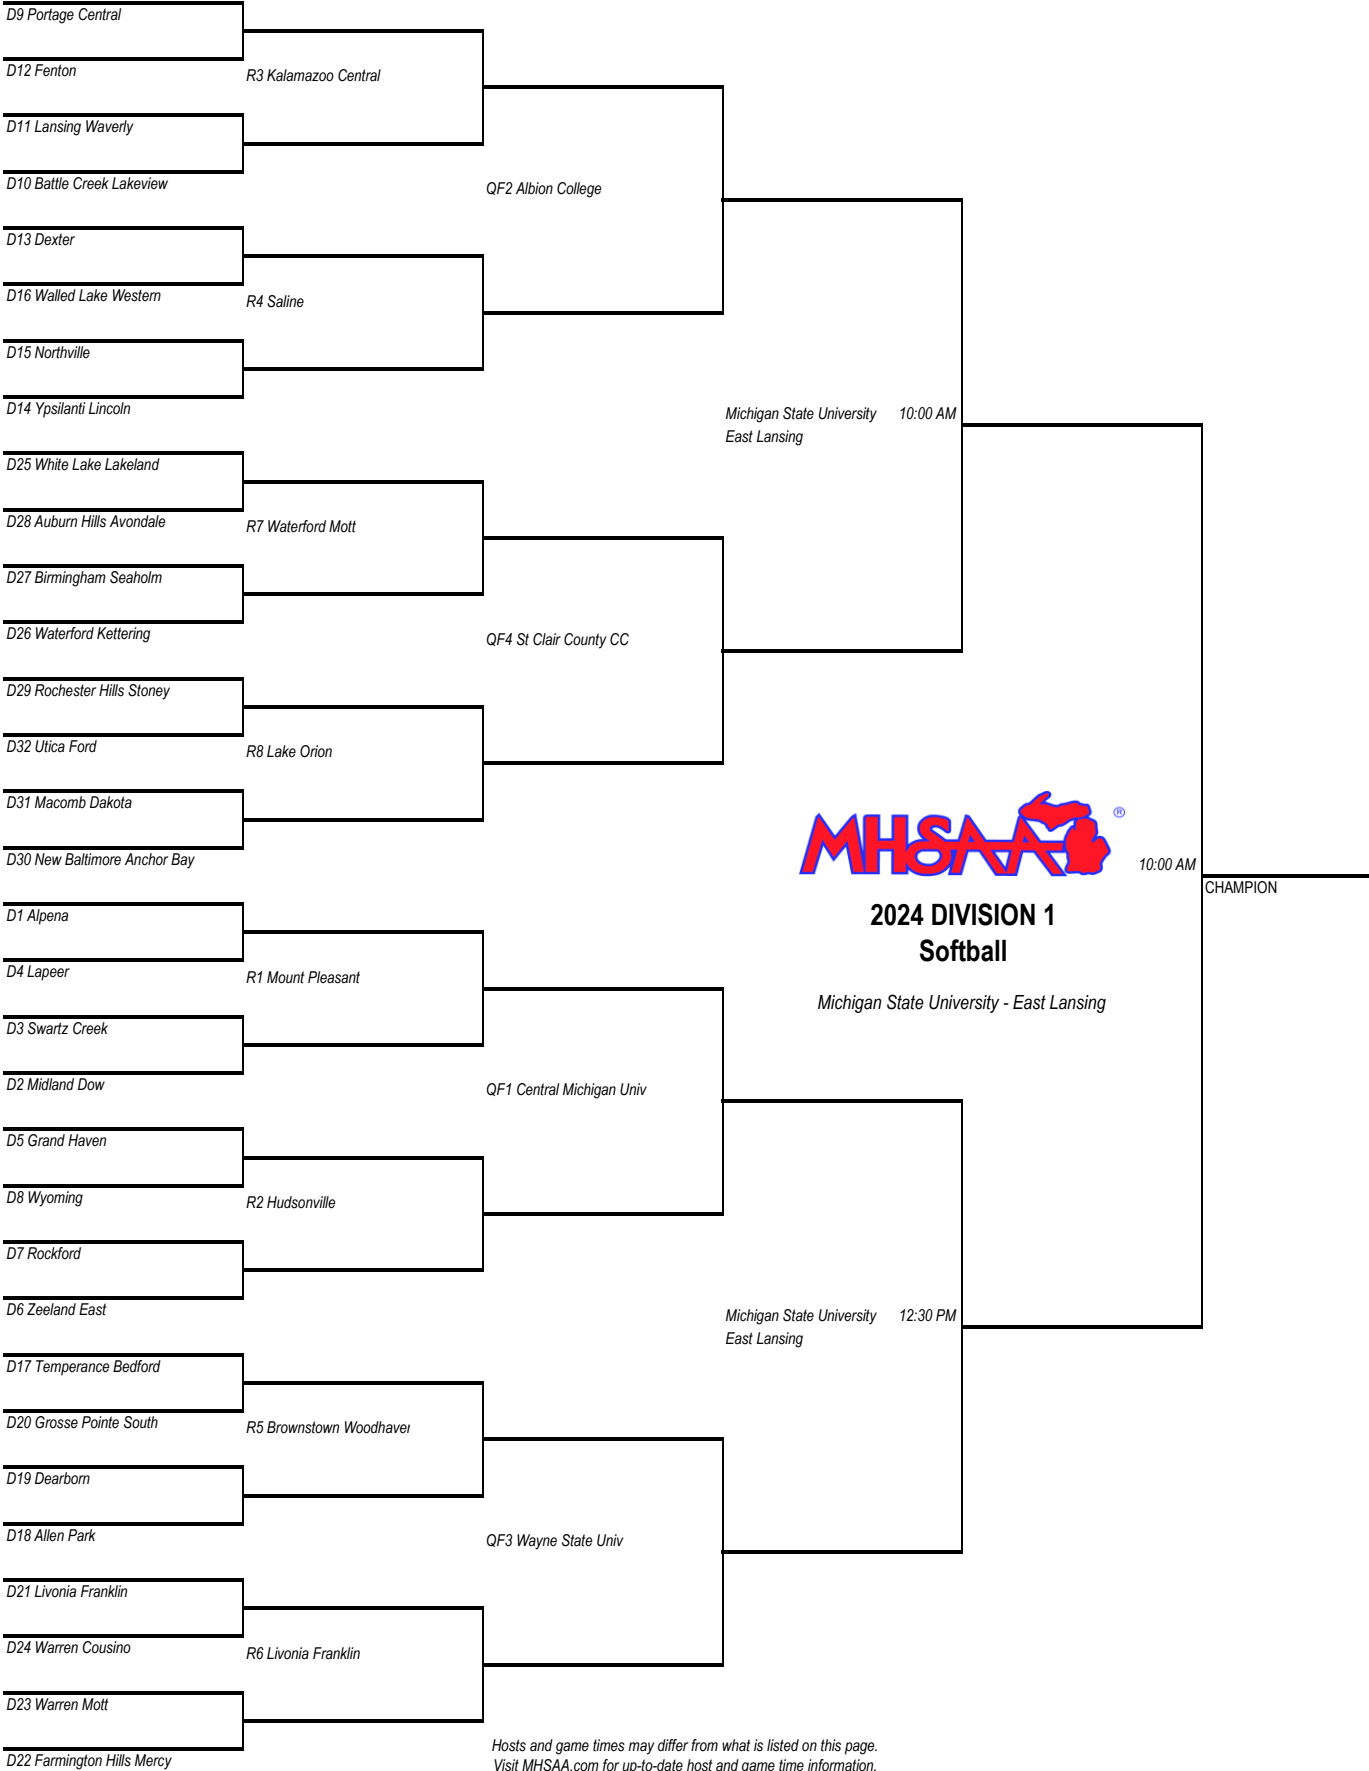 D9 Portage Central
D12 Fenton
R3 Kalamazoo Central
D11 Lansing Waverly
D10 Battle Creek Lakeview
QF2 Albion College
D13 Dexter
D16 Walled Lake Western
R4 Saline
D15 Northville
D14 Ypsilanti Lincoln
Michigan State University 10:00 AM
East Lansing
D25 White Lake Lakeland
D28 Auburn Hills Avondale
R7 Waterford Mott
D27 Birmingham Seaholm
D26 Waterford Kettering
QF4 St Clair County CC
D29 Rochester Hills Stoney
D32 Utica Ford
R8 Lake Orion
D31 Macomb Dakota
D30 New Baltimore Anchor Bay
MHSAA ®
10:00 AM
CHAMPION
2024 DIVISION 1
Softball
Michigan State University - East Lansing
D1 Alpena
D4 Lapeer
R1 Mount Pleasant
D3 Swartz Creek
D2 Midland Dow
QF1 Central Michigan Univ
D5 Grand Haven
D8 Wyoming
R2 Hudsonville
D7 Rockford
D6 Zeeland East
Michigan State University 12:30 PM
East Lansing
D17 Temperance Bedford
D20 Grosse Pointe South
R5 Brownstown Woodhaven
D19 Dearborn
D18 Allen Park
QF3 Wayne State Univ
D21 Livonia Franklin
D24 Warren Cousino
R6 Livonia Franklin
D23 Warren Mott
D22 Farmington Hills Mercy
Hosts and game times may differ from what is listed on this page.
Visit MHSAA.com for up-to-date host and game time information.